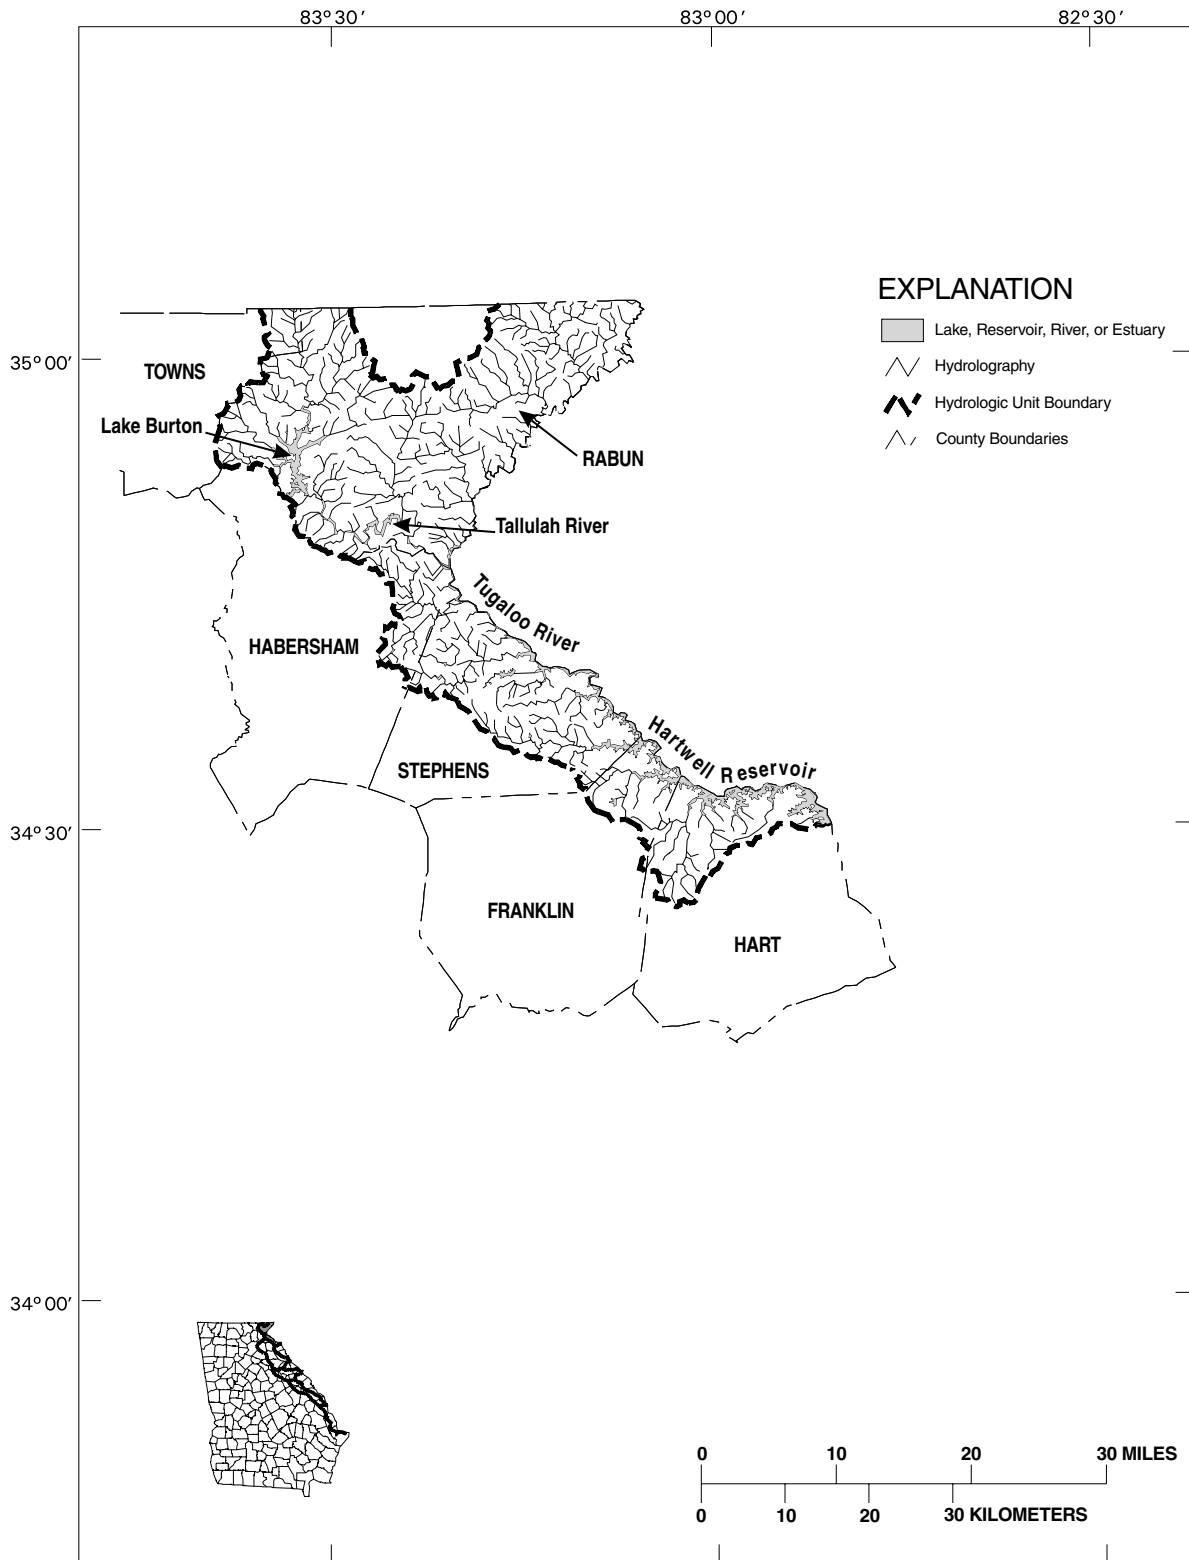 83° 30′
83° 00′
82° 30′
EXPLANATION
Lake, Reservoir, River, or Estuary
Hydrolography
Hydrologic Unit Boundary
County Boundaries
35° 00′
TOWNS
Lake Burton
RABUN
Tallulah River
Tugaloo River
HABERSHAM
Hartwell Reservoir
STEPHENS
34° 30′
FRANKLIN
HART
34° 00′
0 10 20 30 MILES
0 10 20 30 KILOMETERS